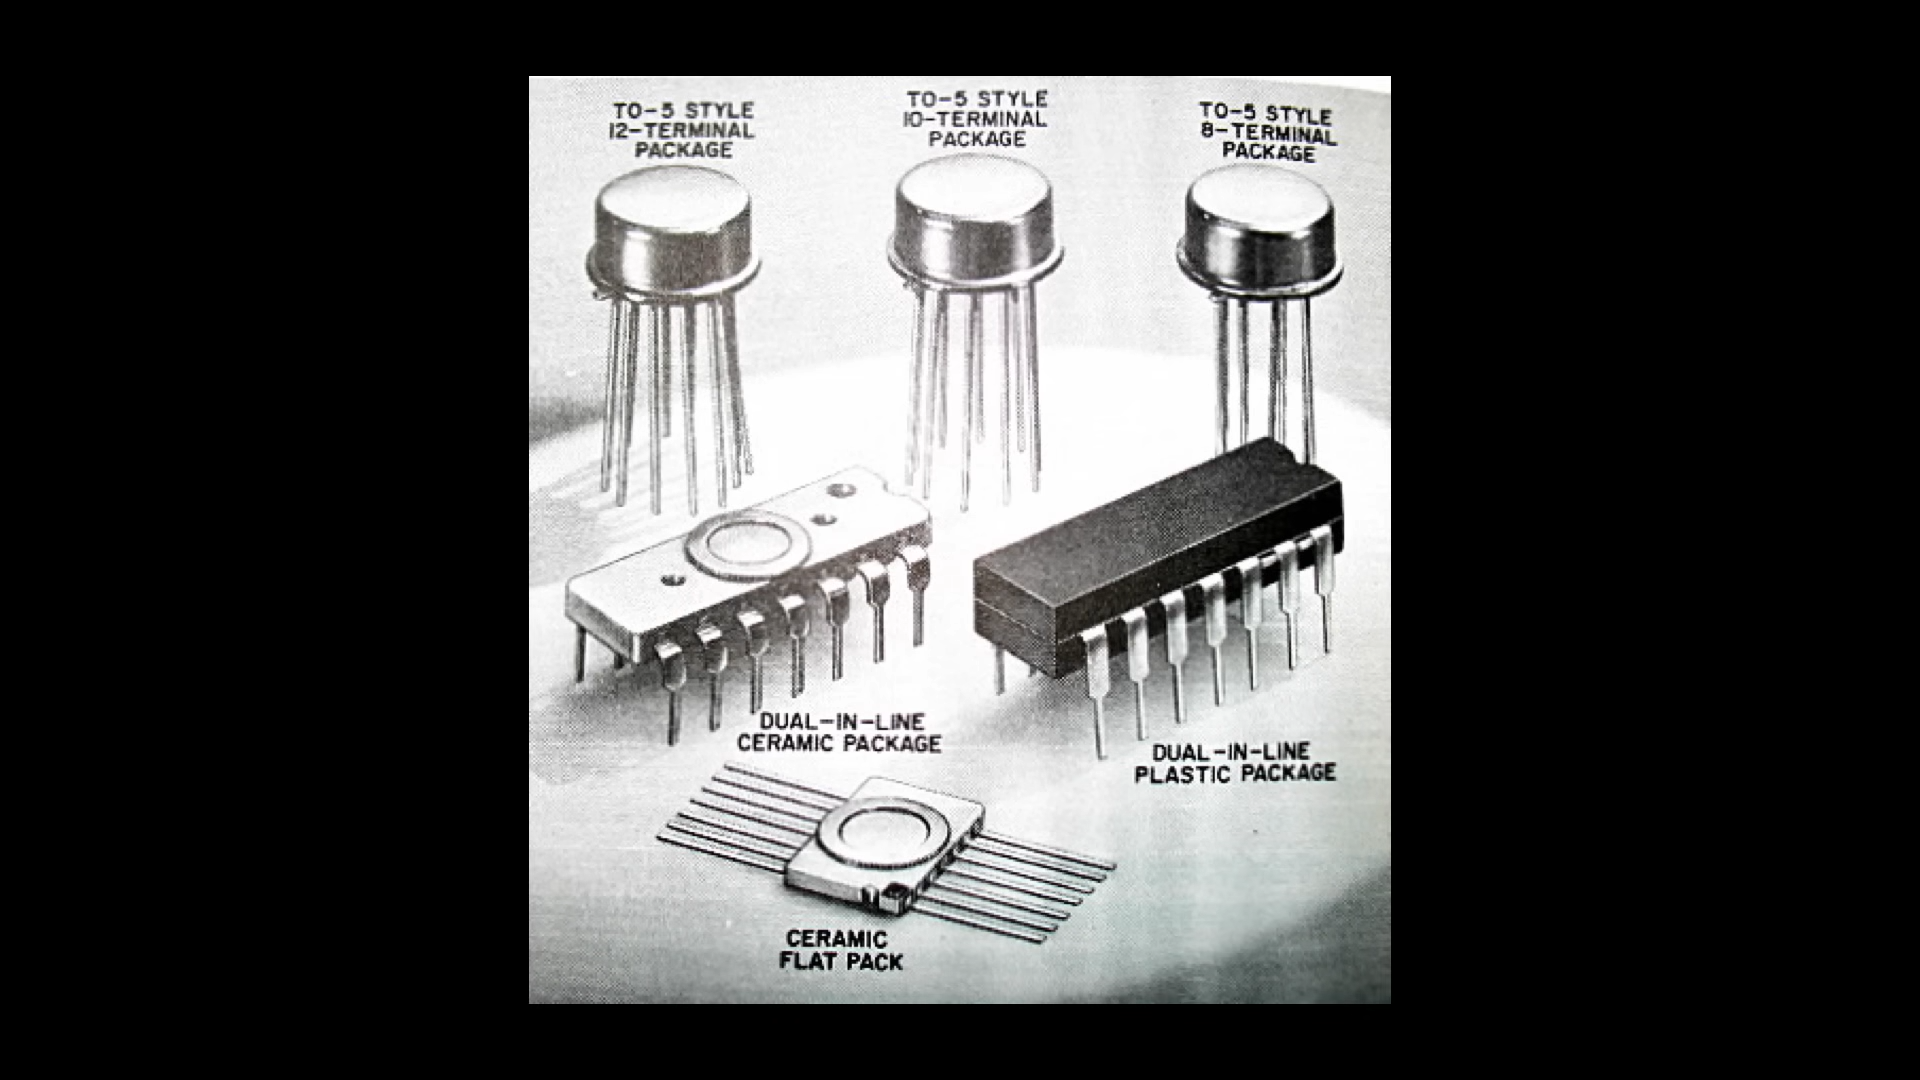 TO-5 STYLE
12-TERMINAL
PACKAGE
TO-5 STYLE
10-TERMINAL
PACKAGE
TO-5 STYLE
8-TERMINAL
PACKAGE
DUAL-IN-LINE
CERAMIC PACKAGE
DUAL-IN-LINE
PLASTIC PACKAGE
CERAMIC
FLAT PACK